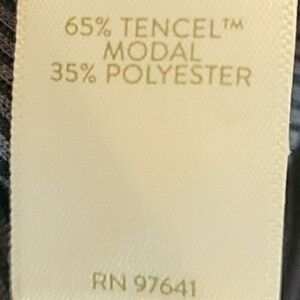 65% TENCEL™
MODAL
35% POLYESTER
RN 97641